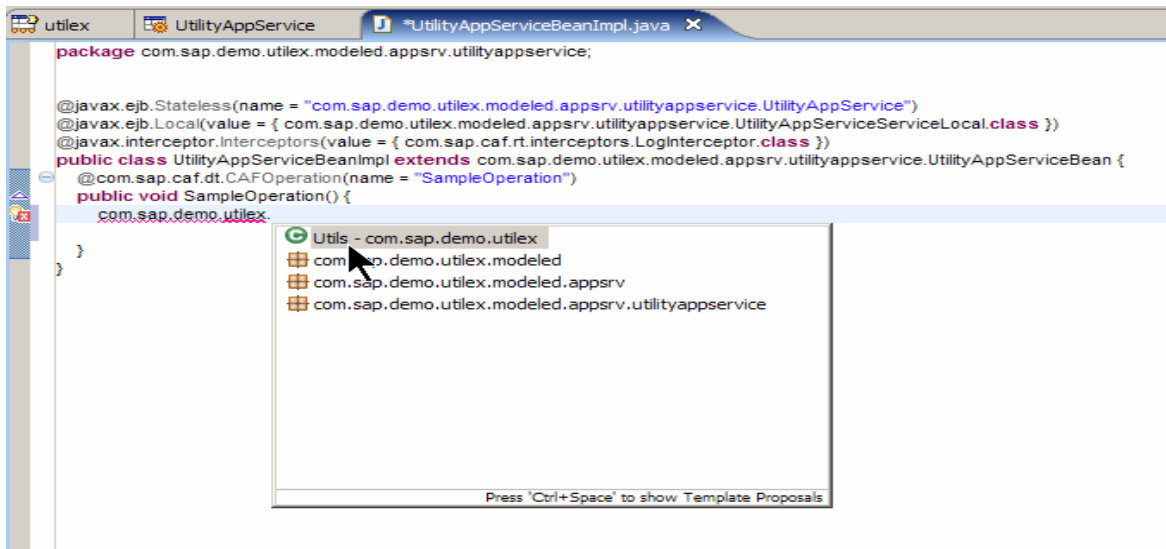 utilex UtilityAppService *UtilityAppServiceBeanImpl.java
package com.sap.demo.utilex.modeled.appsrv.utilityappservice;
@javax.ejb.Stateless(name = "com.sap.demo.utilex.modeled.appsrv.utilityappservice.UtilityAppService")
@javax.ejb.Local(value = { com.sap.demo.utilex.modeled.appsrv.utilityappservice.UtilityAppServiceServiceLocal.class })
@javax.interceptor.Interceptors(value = { com.sap.caf.rt.interceptors.LogInterceptor.class })
public class UtilityAppServiceBeanImpl extends com.sap.demo.utilex.modeled.appsrv.utilityappservice.UtilityAppServiceBean {
@com.sap.caf.dt.CAFOperation(name = "SampleOperation")
public void SampleOperation() {
com.sap.demo.utilex.
}
}
Utils - com.sap.demo.utilex
com.sap.demo.utilex.modeled
com.sap.demo.utilex.modeled.appsrv
com.sap.demo.utilex.modeled.appsrv.utilityappservice
Press 'Ctrl+Space' to show Template Proposals